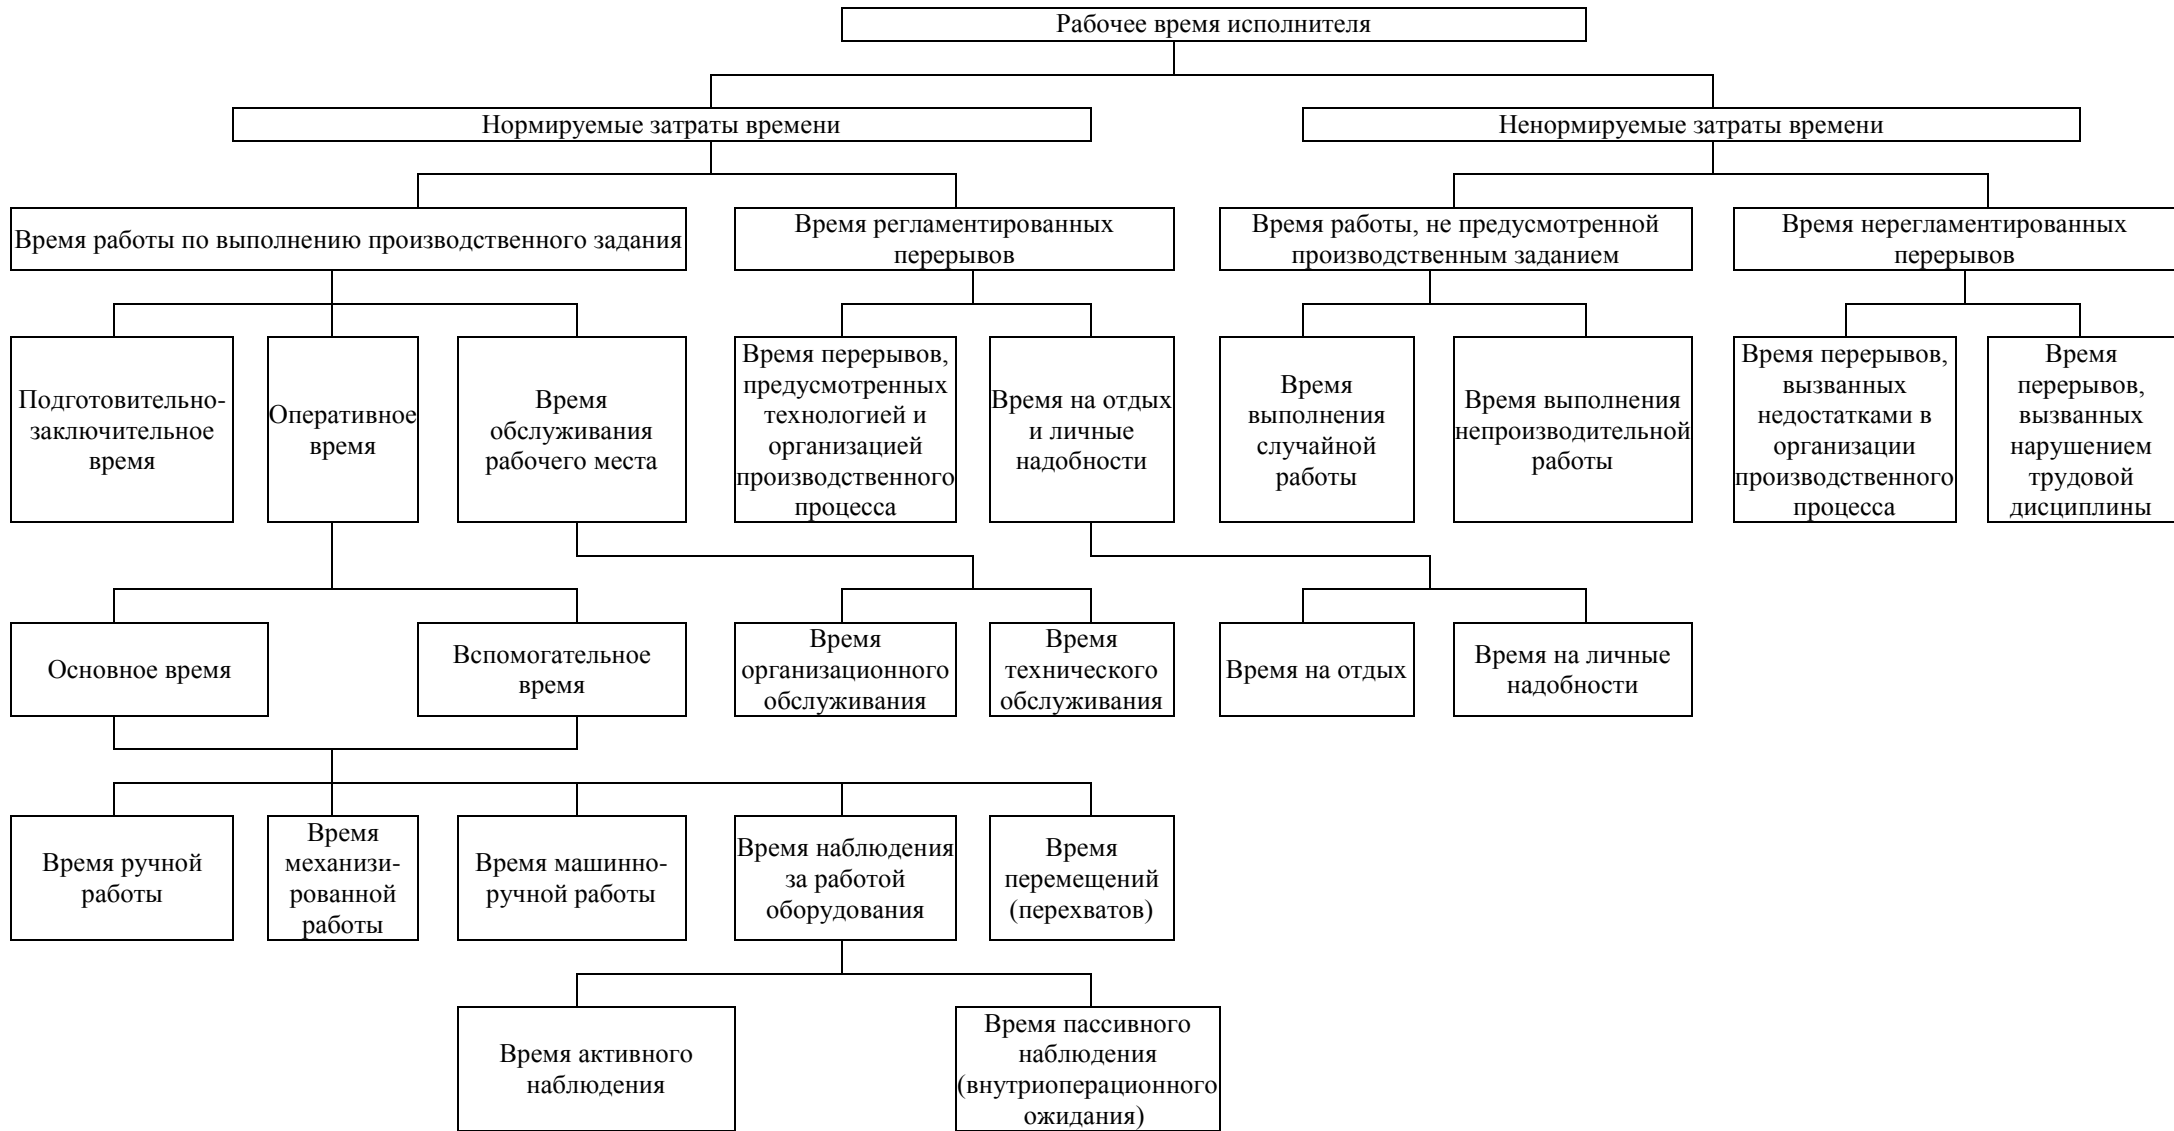 Рабочее время исполнителя
Нормируемые затраты времени
Ненормируемые затраты времени
Время работы по выполнению производственного задания
Время регламентированных
перерывов
Время работы, не предусмотренной
производственным заданием
Время нерегламентированных
перерывов
Подготовительно-
заключительное
время
Оперативное
время
Время
обслуживания
рабочего места
Время перерывов,
предусмотренных
технологией и
организацией
производственного
процесса
Время на отдых
и личные
надобности
Время
выполнения
случайной
работы
Время выполнения
непроизводительной
работы
Время перерывов,
вызванных
недостатками в
организации
производственного
процесса
Время
перерывов,
вызванных
нарушением
трудовой
дисциплины
Основное время
Вспомогательное
время
Время
организационного
обслуживания
Время
технического
обслуживания
Время на отдых
Время на личные
надобности
Время ручной
работы
Время
механизи-
рованной
работы
Время машинно-
ручной работы
Время наблюдения
за работой
оборудования
Время
перемещений
(перехватов)
Время активного
наблюдения
Время пассивного
наблюдения
(внутриоперационного
ожидания)